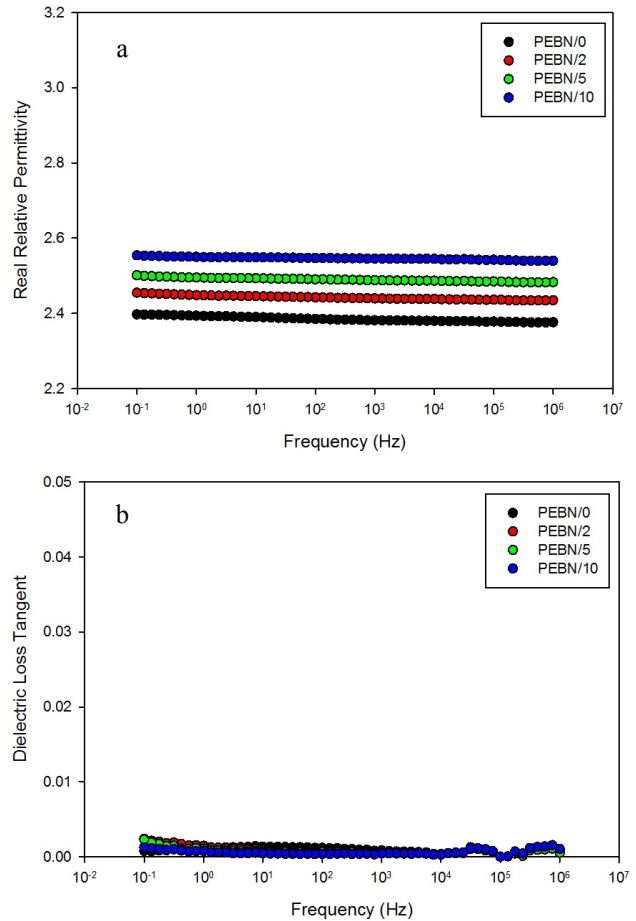 a
PEBN/0
PEBN/2
PEBN/5
PEBN/10
Real Relative Permittivity
3.2
3.0
2.8
2.6
2.4
2.2
10-2 10-1 100 101 102 103 104 105 106 107
Frequency (Hz)
b
PEBN/0
PEBN/2
PEBN/5
PEBN/10
Dielectric Loss Tangent
0.05
0.04
0.03
0.02
0.01
0.00
10-2 10-1 100 101 102 103 104 105 106 107
Frequency (Hz)